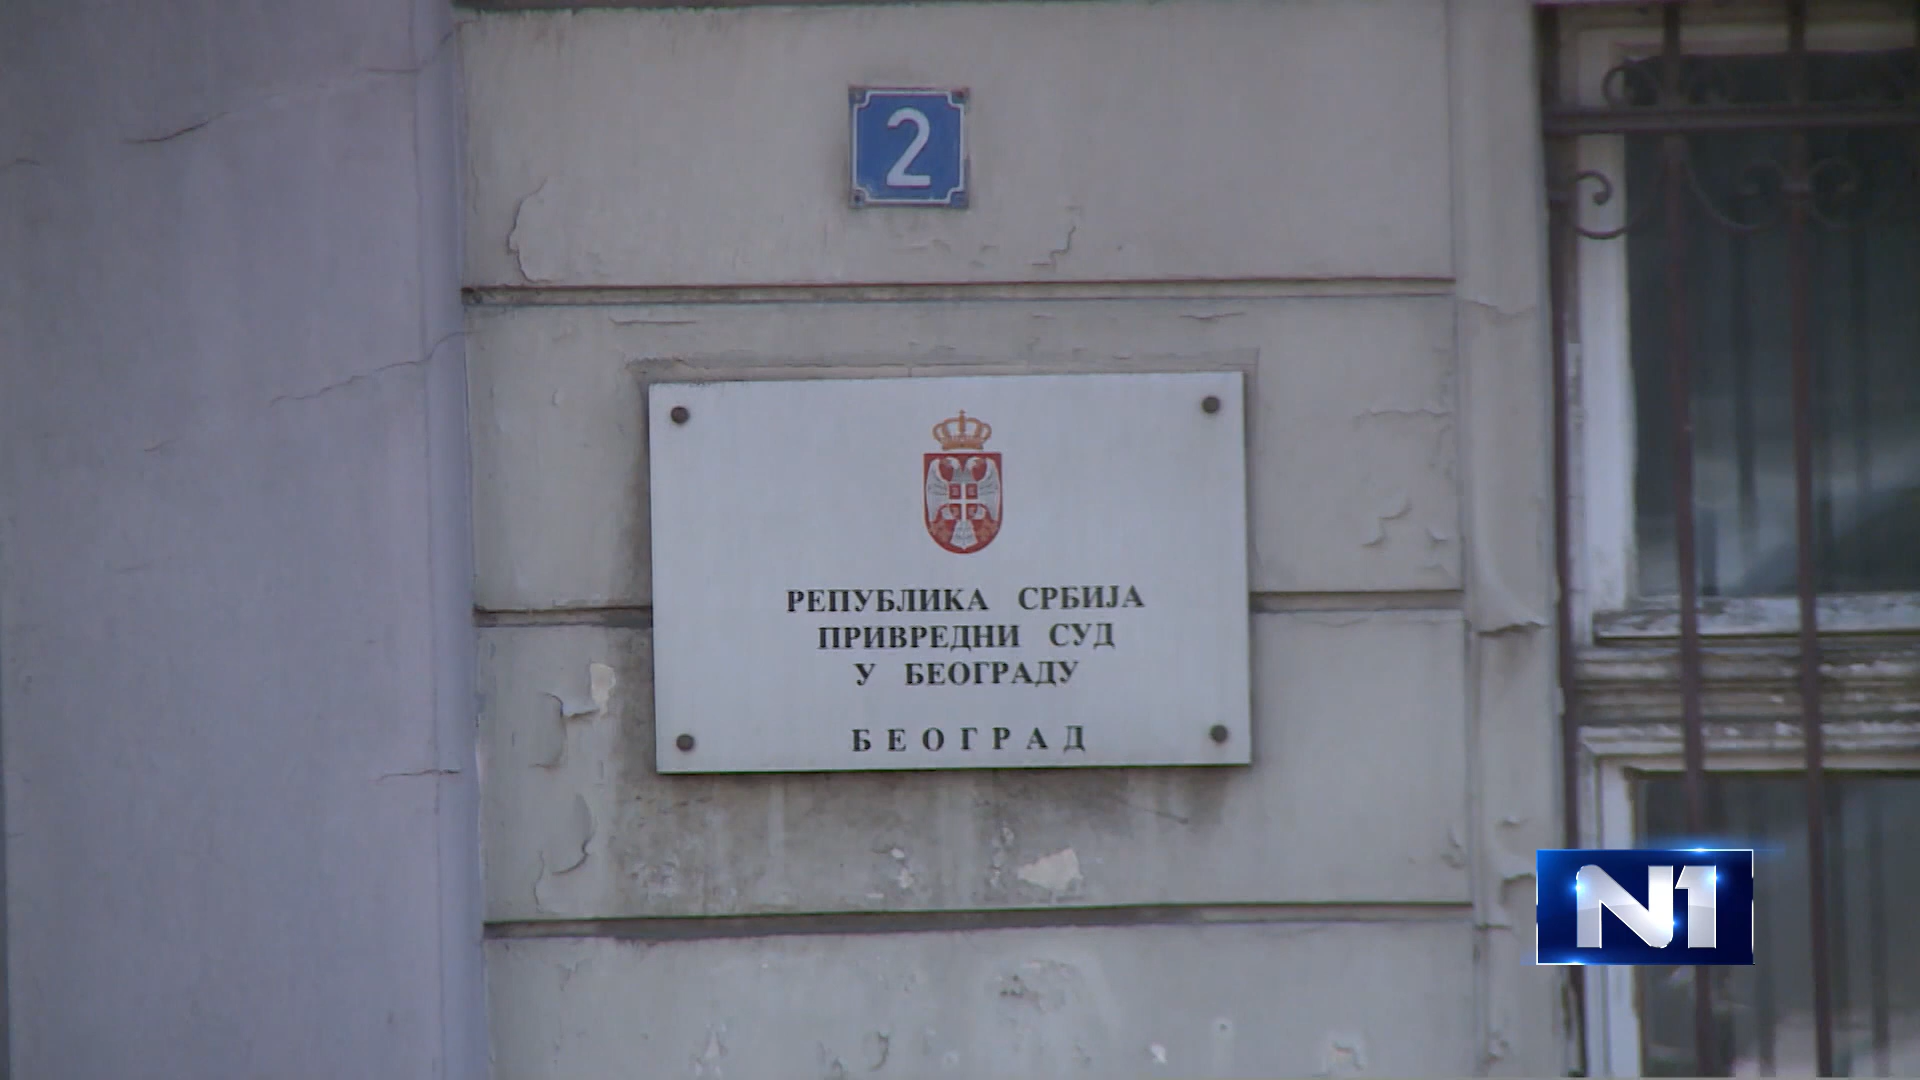 2
РЕПУБЛИКА СРБИЈА
ПРИВРЕДНИ СУД
У БЕОГРАДУ
БЕОГРАД
N1